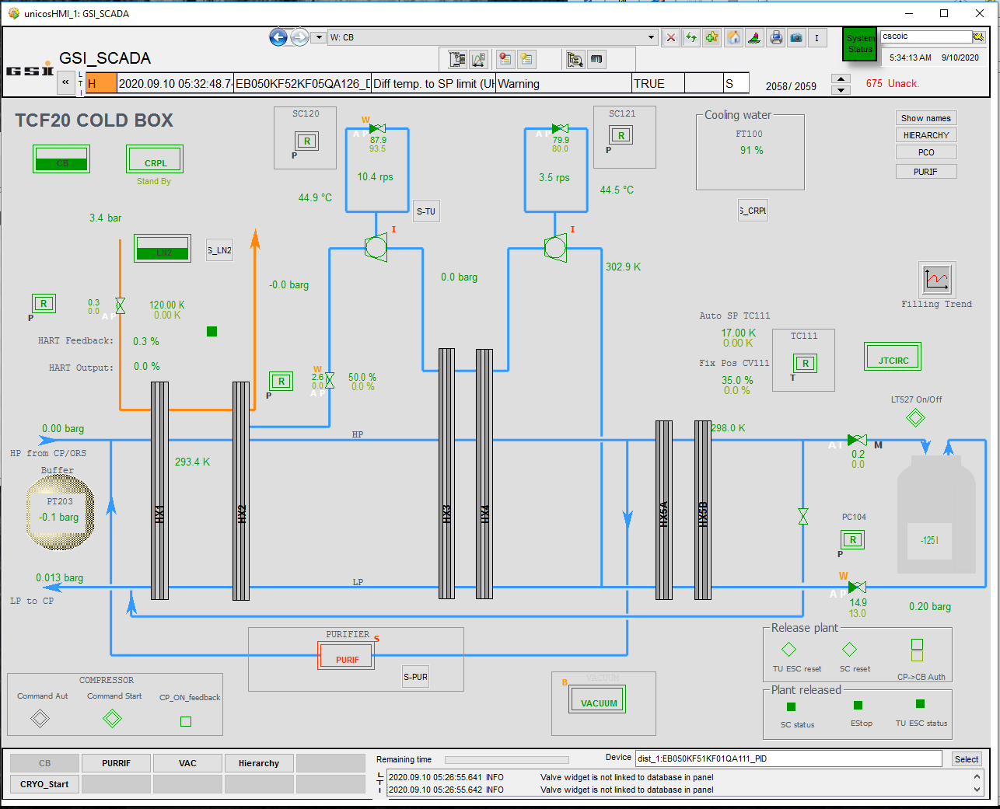 unicosHMI_1: GSI_SCADA
W: CB
I
System
Status
cscoic
GSI_SCADA
5:34:13 AM 9/10/2020
GSI
«
L
T
I
H 2020.09.10 05:32:48.74 EB050KF52KF05QA126_D Diff temp. to SP limit (UH Warning TRUE S
2058/ 2059
675 Unack.
TCF20 COLD BOX
SC120
R
P
W
A P
87.9
93.5
10.4 rps
44.9 °C
S-TU
I
A P
79.9
80.0
3.5 rps
SC121
R
P
44.5 °C
I
Cooling water
FT100
91 %
S_CRPL
Show names
HIERARCHY
PCO
PURIF
CB
CRPL
Stand By
3.4 bar
LN2
S_LN2
-0.0 barg
0.0 barg
302.9 K
Filling Trend
R
P
0.3
0.0
A P
120.00 K
0.00 K
HART Feedback: 0.3 %
HART Output: 0.0 %
R
P
W
2.6
0.0
A P
50.0 %
0.0 %
Auto SP TC111
17.00 K
0.00 K
Fix Pos CV111
35.0 %
0.0 %
TC111
R
T
JTCIRC
LT527 On/Off
0.00 barg
HP from CP/ORS
HP
298.0 K
A T
M
0.2
0.0
293.4 K
Buffer
PT203
-0.1 barg
HX1
HX2
HX3
HX4
HX5A
HX5B
PC104
R
P
-125 l
0.013 barg
LP to CP
LP
W
A P
14.9
13.0
0.20 barg
PURIFIER
S
PURIF
S-PUR
COMPRESSOR
Command Aut
Command Start
CP_ON_feedback
VACUUM
B
VACUUM
Release plant
TU ESC reset
SC reset
CP->CB Auth
Plant released
SC status
EStop
TU ESC status
CB PURRIF VAC Hierarchy
CRYO_Start
Remaining time
Device dist_1:EB050KF51KF01QA111_PID Select
L
T
I
2020.09.10 05:26:55.641 INFO Valve widget is not linked to database in panel
2020.09.10 05:26:55.642 INFO Valve widget is not linked to database in panel